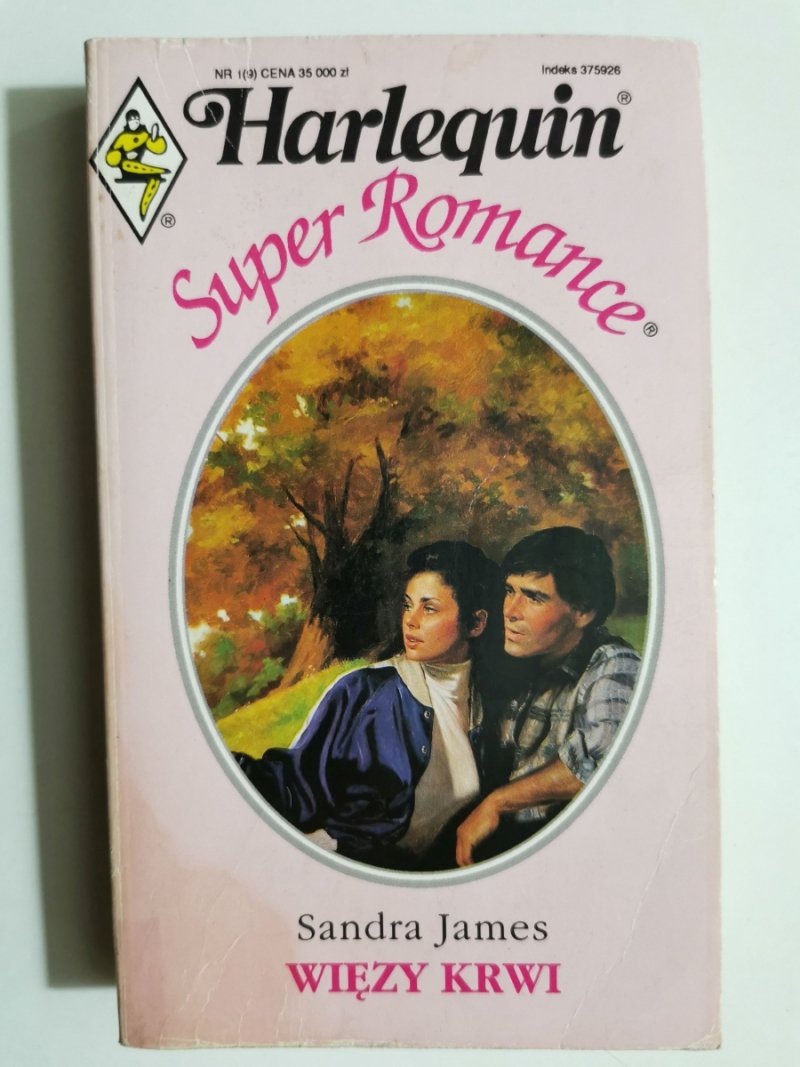 NR 1(9) CENA 35 000 zł
Indeks 375926
Harlequin®
Super Romance®
®
Sandra James
WIĘZY KRWI